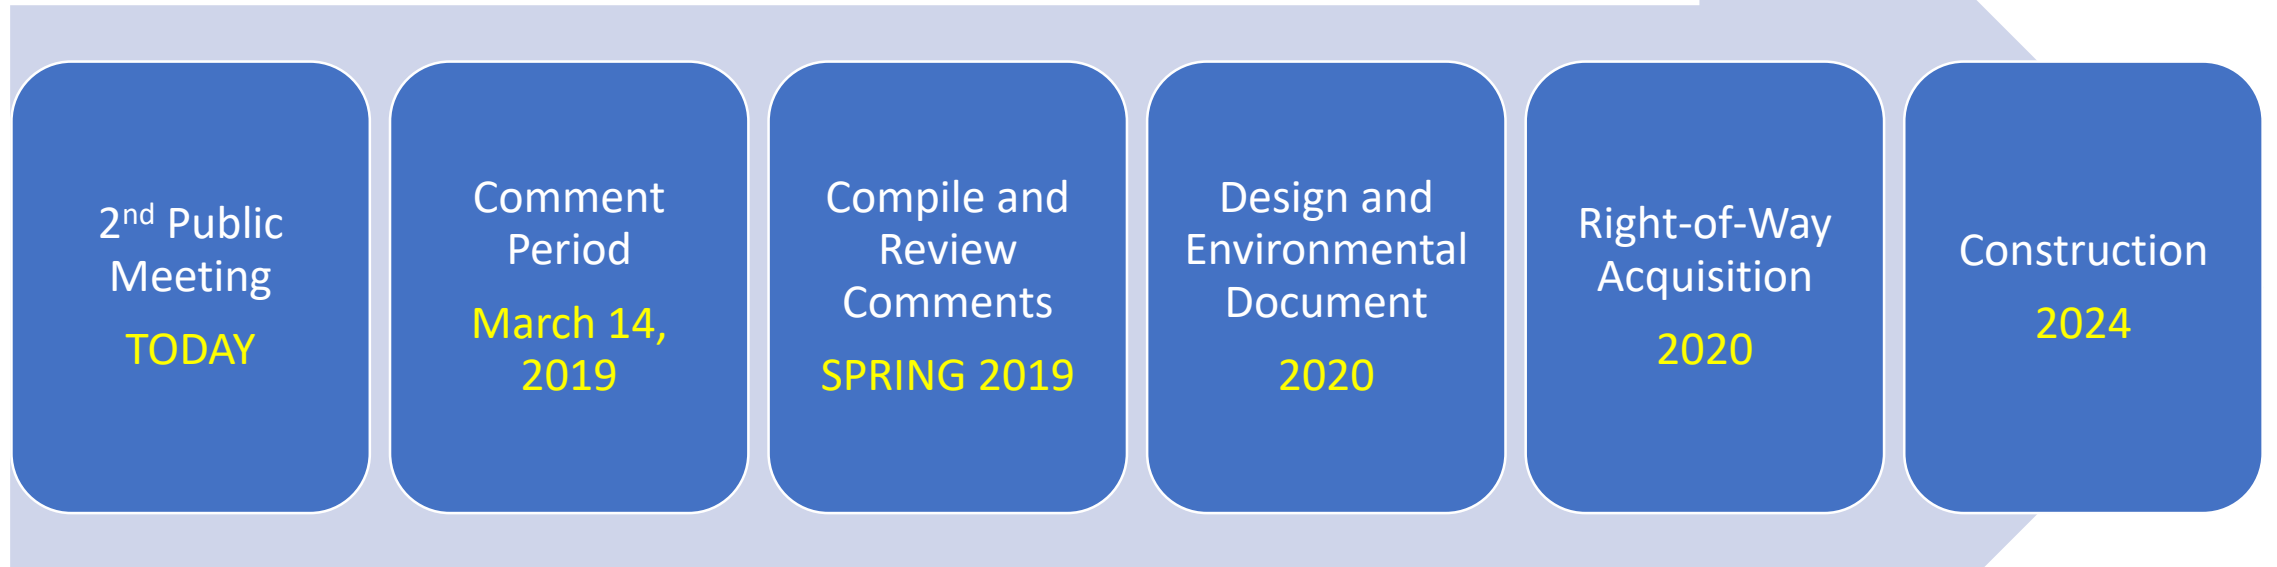 2nd Public
Meeting
TODAY
Comment
Period
March 14,
2019
Compile and
Review
Comments
SPRING 2019
Design and
Environmental
Document
2020
Right-of-Way
Acquisition
2020
Construction
2024